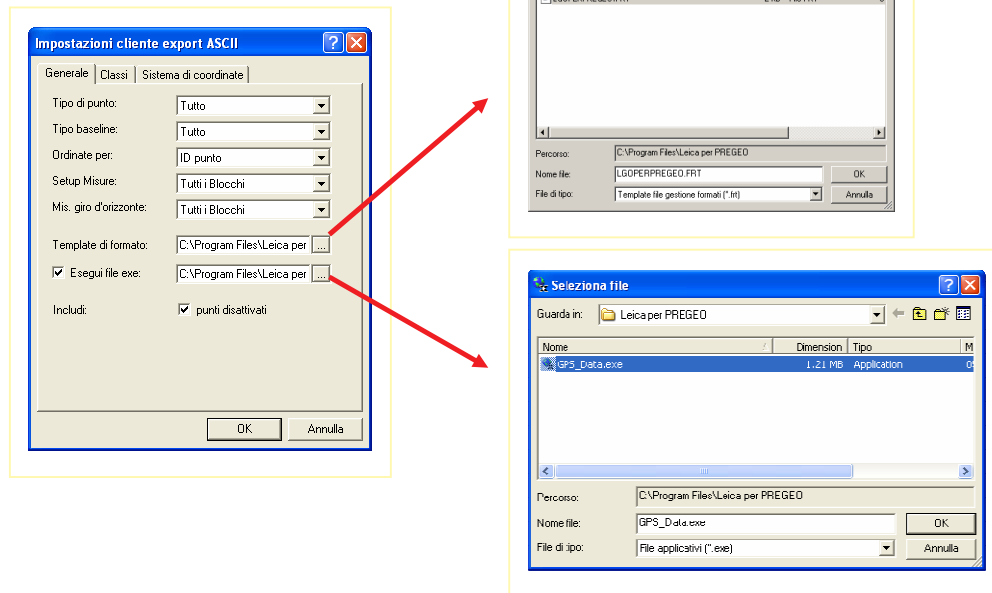 Impostazioni cliente export ASCII
Generale Classi Sistema di coordinate
Tipo di punto: Tutto
Tipo baseline: Tutto
Ordinate per: ID punto
Setup Misure: Tutti i Blocchi
Mis. giro d'orizzonte: Tutti i Blocchi
Template di formato: C:\Program Files\Leica per ...
Esegui file exe: C:\Program Files\Leica per ...
Includi: punti disattivati
OK Annulla
Percorso: C:\Program Files\Leica per PREGEO
Nome file: LGOPERPREGEO.FRT OK
File di tipo: Template file gestione formati (*.frt) Annulla
Seleziona file
Guarda in: Leica per PREGEO
Nome Dimension Tipo M
GPS_Data.exe 1.21 MB Application
Percorso: C:\Program Files\Leica per PREGEO
Nome file: GPS_Data.exe OK
File di tipo: File applicativi (*.exe) Annulla